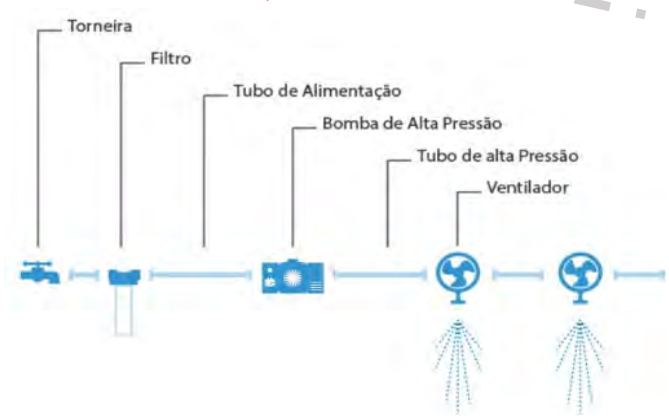 Torneira
Filtro
Tubo de Alimentação
Bomba de Alta Pressão
Tubo de alta Pressão
Ventilador